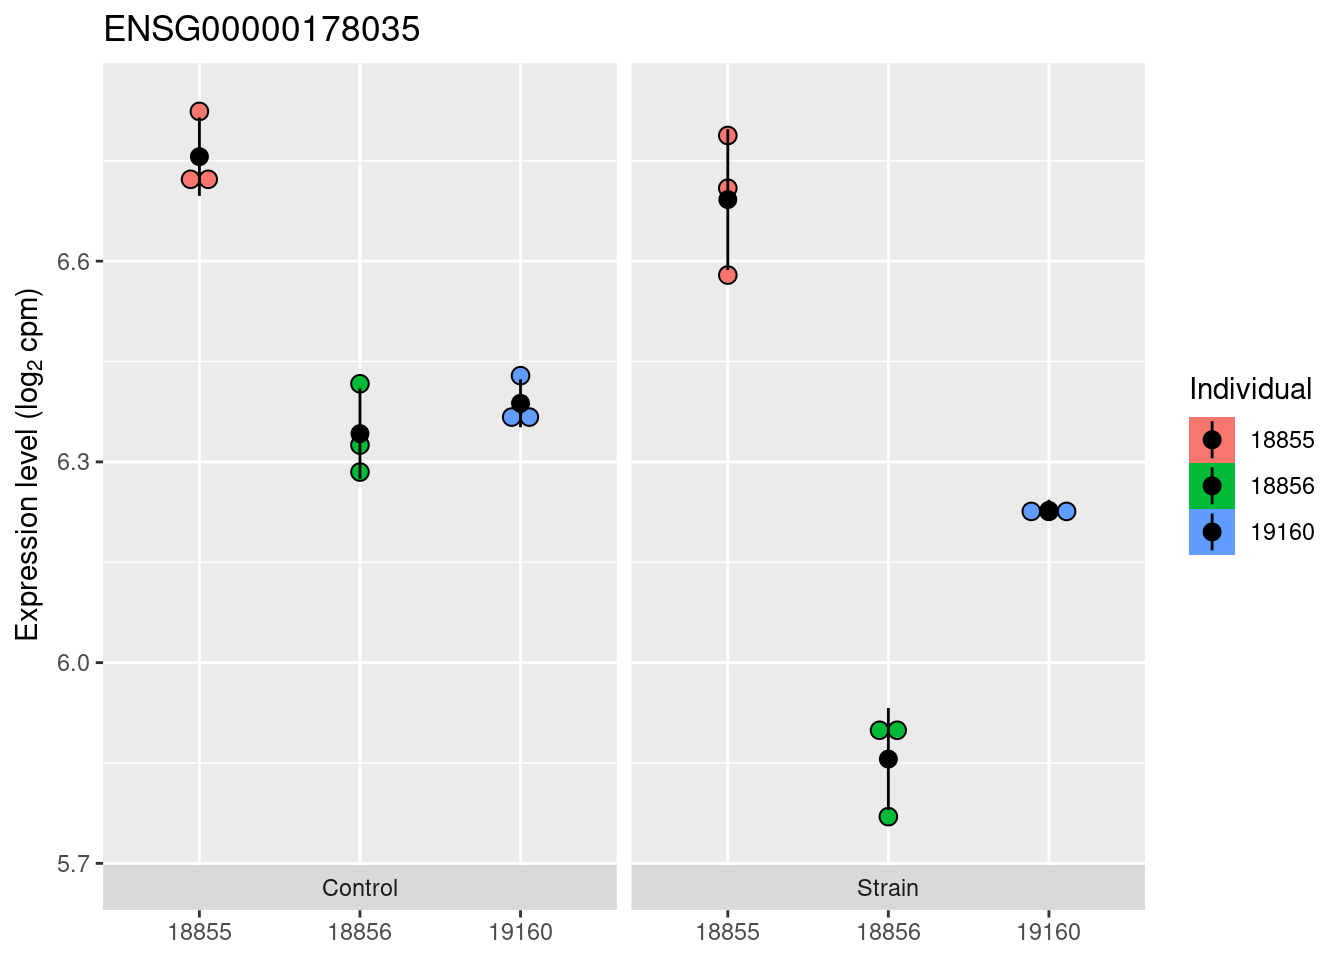 ENSG00000178035
Expression level (log₂ cpm)
6.6
6.3
6.0
5.7
Control
Strain
18855
18856
19160
18855
18856
19160
Individual
18855
18856
19160